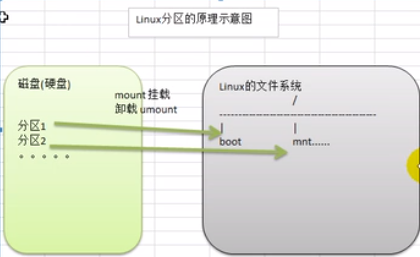 Linux分区的原理示意图
磁盘(硬盘)
mount 挂载
卸载 umount
分区1
分区2
。。。。。
Linux的文件系统
/
---------------------------------------
| |
boot mnt......